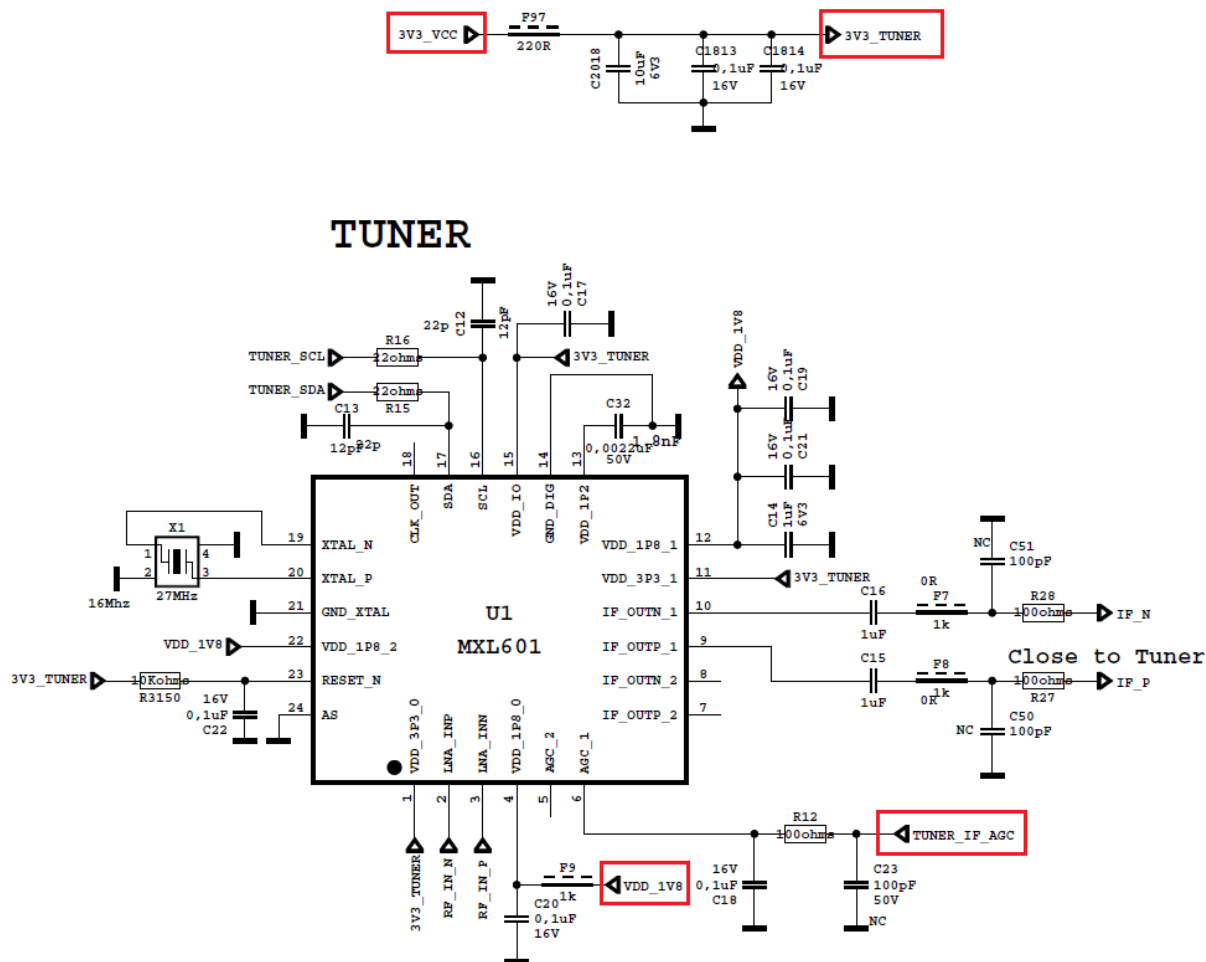 F97
3V3_VCC
220R
3V3_TUNER
C2018
10uF
6V3
C1813
0,1uF
16V
C1814
0,1uF
16V
TUNER
16V
0,1uF
C17
22p
C12
12pF
R16
TUNER_SCL
22ohms
3V3_TUNER
TUNER_SDA
22ohms
R15
C13
12pF
22p
C32
1,8nF
0,0022uF
50V
VDD_1V8
16V
0,1uF
C19
16V
0,1uF
C21
C14
1uF
6V3
18
17
16
15
14
13
CLK_OUT
SDA
SCL
VDD_IO
GND_DIG
VDD_1P2
X1
1
4
2
3
16Mhz
27MHz
19
XTAL_N
20
XTAL_P
21
GND_XTAL
VDD_1V8
22
VDD_1P8_2
3V3_TUNER
10Kohms
R3150
23
RESET_N
16V
0,1uF
C22
24
AS
U1
MXL601
VDD_1P8_1
12
VDD_3P3_1
11
3V3_TUNER
IF_OUTN_1
10
IF_OUTP_1
9
IF_OUTN_2
8
IF_OUTP_2
7
C16
1uF
0R
F7
1k
NC
C51
100pF
R28
100ohms
IF_N
Close to Tuner
C15
1uF
F8
1k
0R
100ohms
R27
IF_P
NC
C50
100pF
VDD_3P3_0
LNA_INP
LNA_INN
VDD_1P8_0
AGC_2
AGC_1
1
2
3
4
5
6
3V3_TUNER
RF_IN_N
RF_IN_P
F9
1k
VDD_1V8
C20
0,1uF
16V
R12
100ohms
TUNER_IF_AGC
16V
0,1uF
C18
C23
100pF
50V
NC